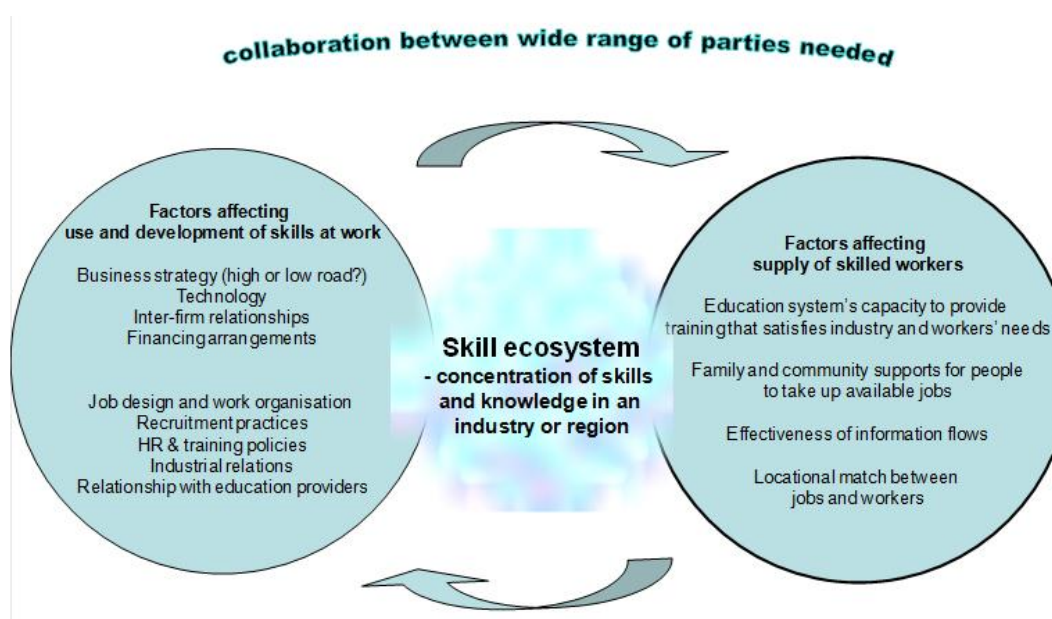 collaboration between wide range of parties needed
Factors affecting
use and development of skills at work
Business strategy (high or low road?)
Technology
Inter-firm relationships
Financing arrangements
Job design and work organisation
Recruitment practices
HR & training policies
Industrial relations
Relationship with education providers
Skill ecosystem
- concentration of skills
and knowledge in an
industry or region
Factors affecting
supply of skilled workers
Education system's capacity to provide
training that satisfies industry and workers' needs
Family and community supports for people
to take up available jobs
Effectiveness of information flows
Locational match between
jobs and workers